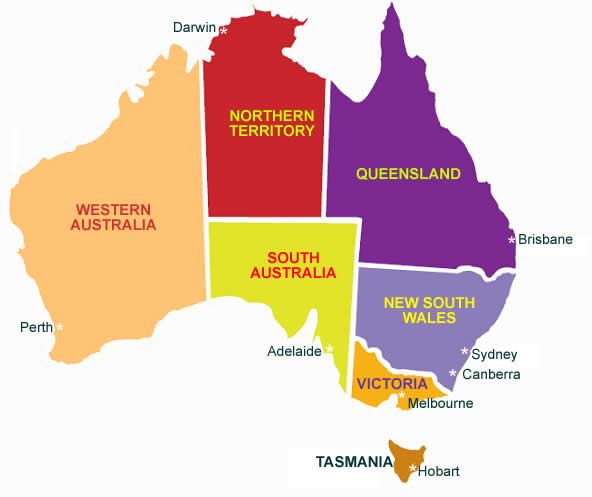 Darwin
NORTHERN
TERRITORY
QUEENSLAND
WESTERN
AUSTRALIA
Brisbane
SOUTH
AUSTRALIA
NEW SOUTH
WALES
Perth
Adelaide
Sydney
Canberra
VICTORIA
Melbourne
TASMANIA
Hobart